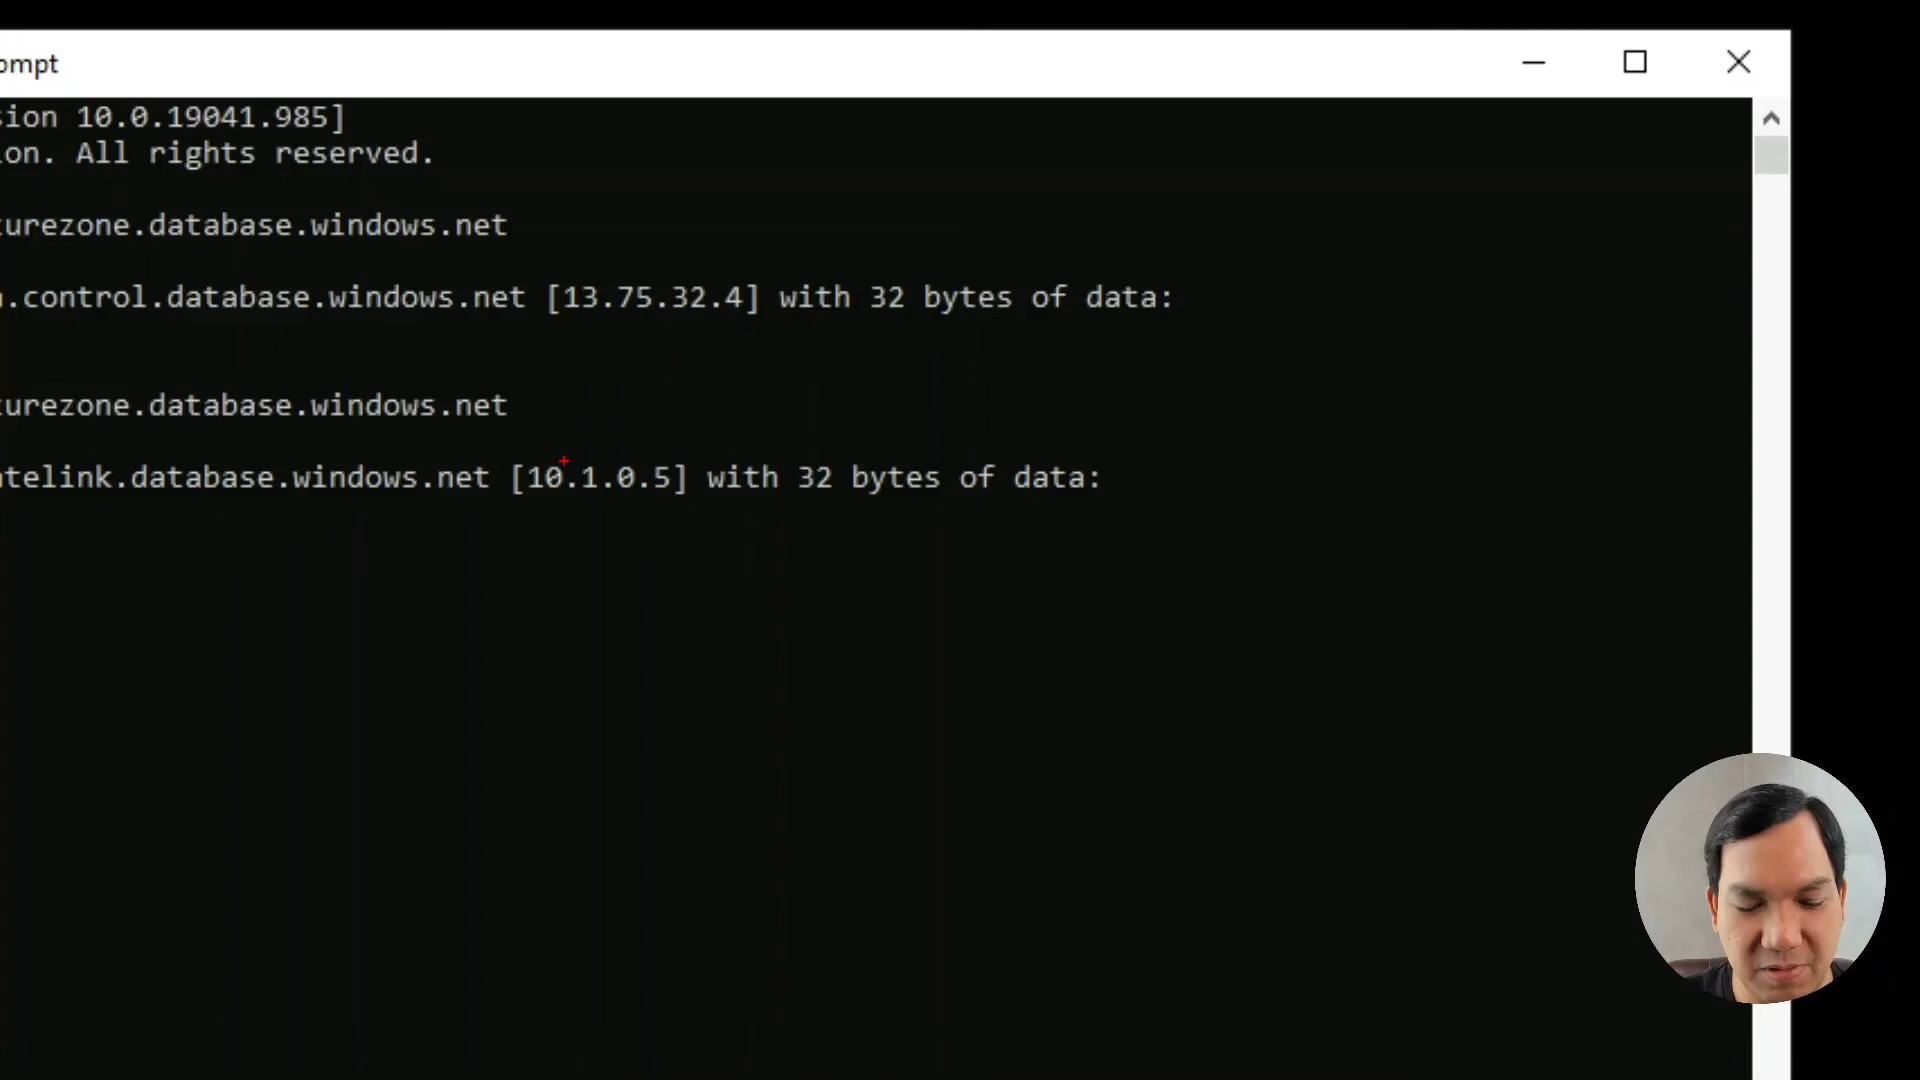 ompt
sion 10.0.19041.985]
ion. All rights reserved.
urezone.database.windows.net
.control.database.windows.net [13.75.32.4] with 32 bytes of data:
urezone.database.windows.net
telink.database.windows.net [10.1.0.5] with 32 bytes of data: